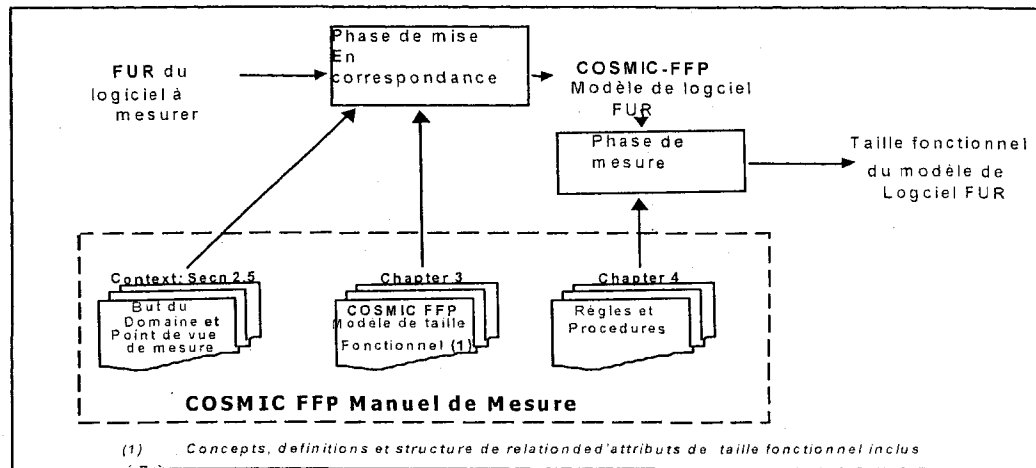 Phase de mise
En
correspondance
FUR du
logiciel à
mesurer
COSMIC-FFP
Modèle de logciel
FUR
Phase de
mesure
Taille fonctionnel
du modèle de
Logciel FUR
Context: Secn 2.5
But du
Domaine et
Point de vue
de mesure
Chapter 3
COSMIC FFP
Modèle de taille
Fonctionnel (1)
Chapter 4
Règles et
Procedures
COSMIC FFP Manuel de Mesure
(1) Concepts, definitions et structure de relationded'attributs de taille fonctionnel inclus